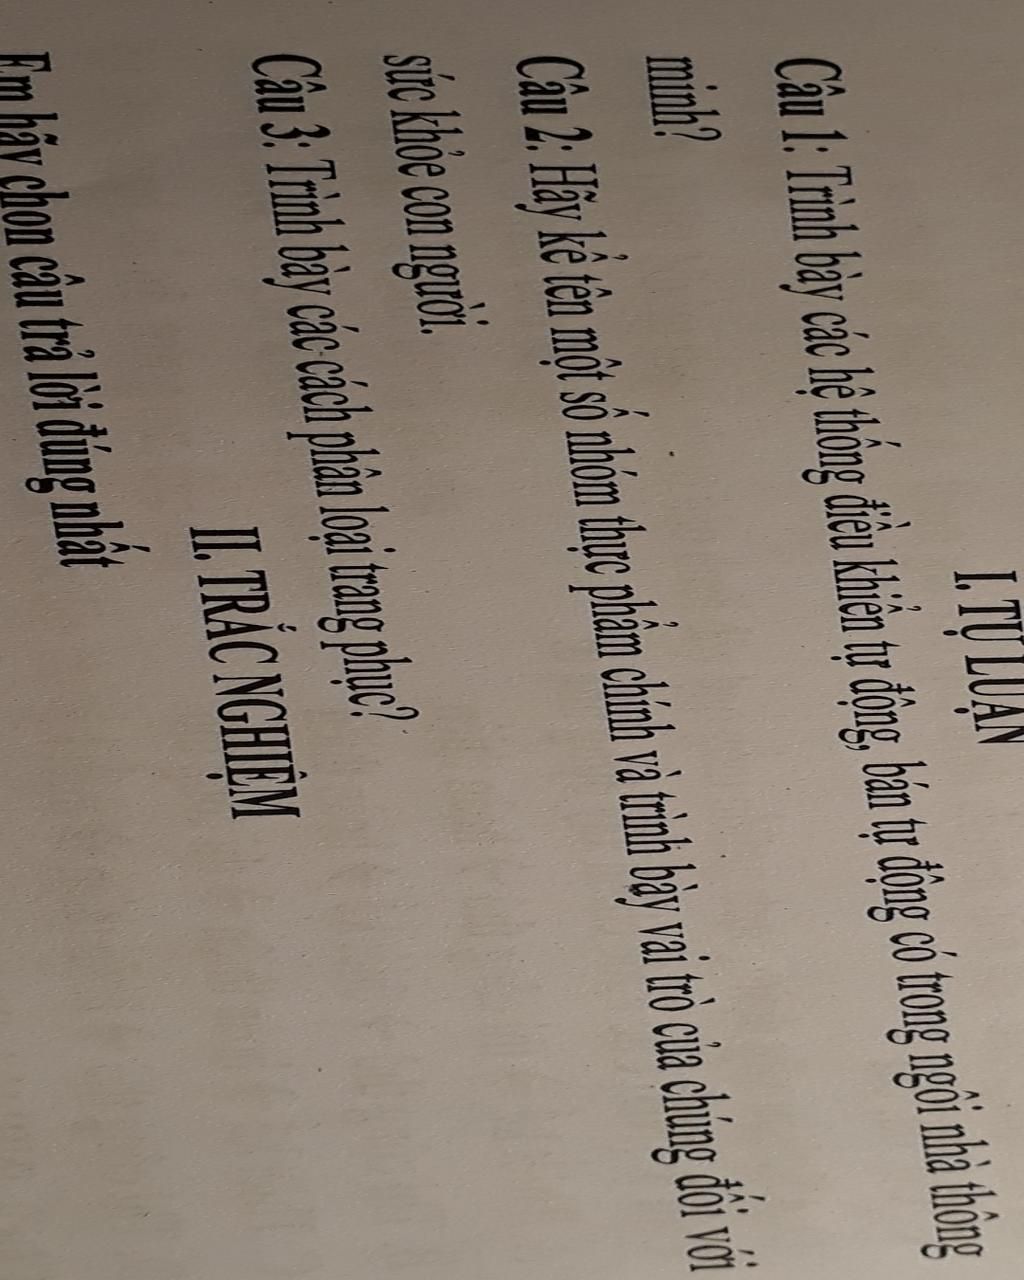 I. TỰ LUẬN
Câu 1: Trình bày các hệ thống điều khiển tự động, bán tự động có trong ngôi nhà thông
minh?
Câu 2: Hãy kể tên một số nhóm thực phẩm chính và trình bày vai trò của chúng đối với
sức khỏe con người.
Câu 3: Trình bày các cách phân loại trang phục?
II. TRẮC NGHIỆM
Em hãy chọn câu trả lời đúng nhất